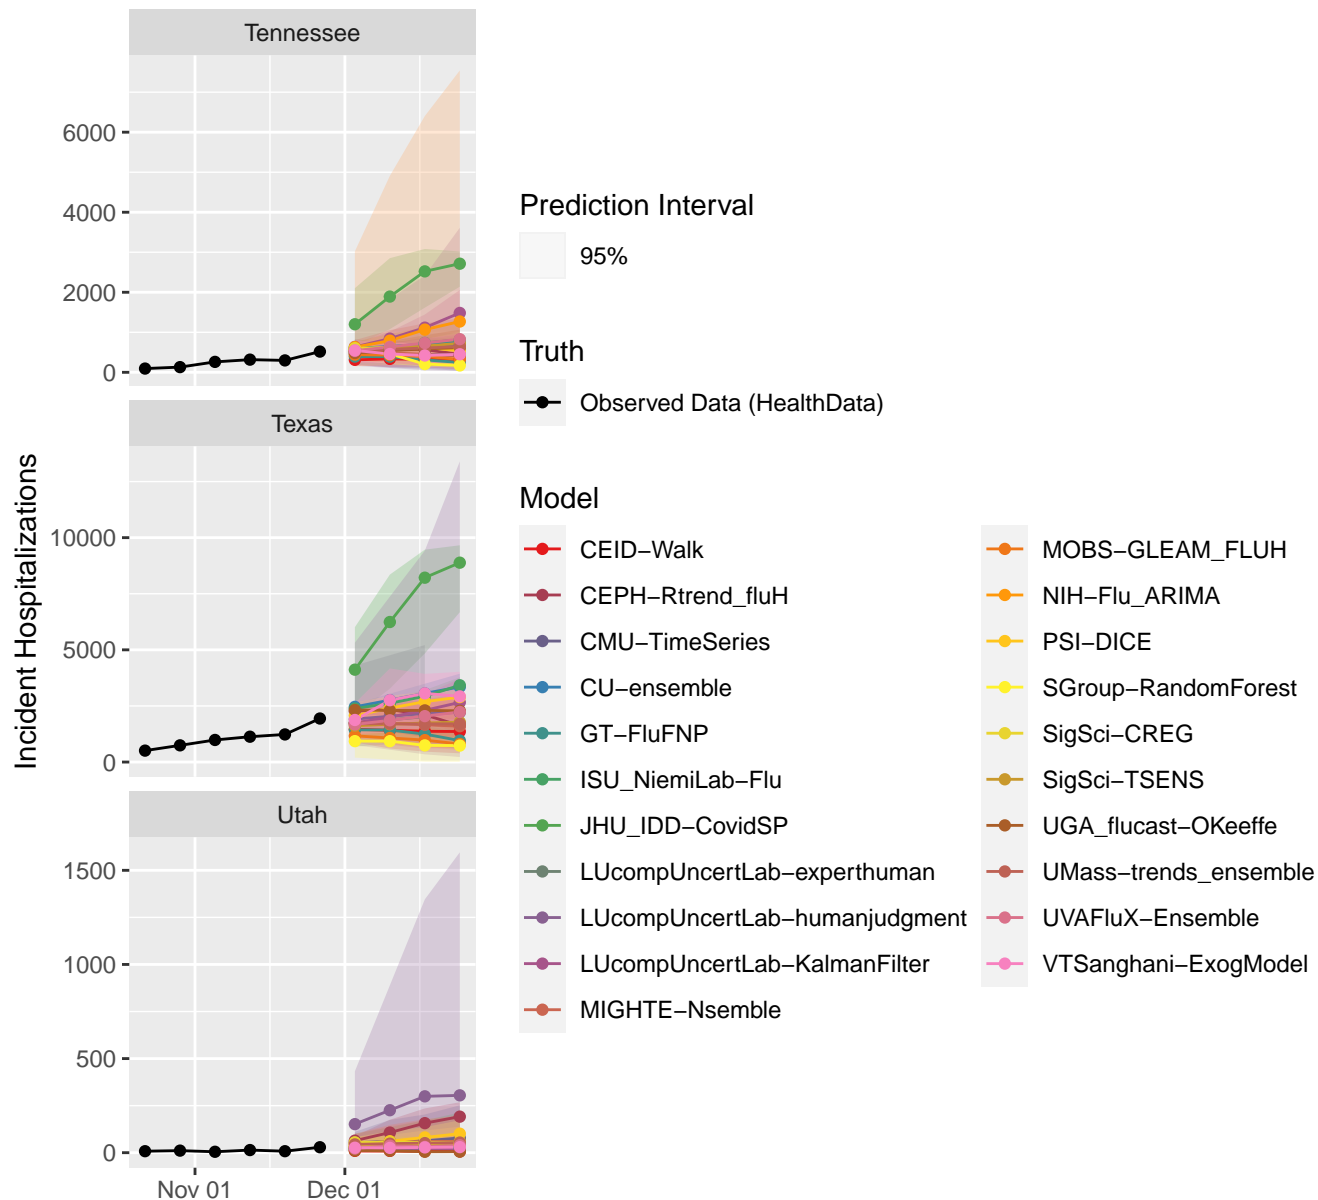 Tennessee
6000
4000
2000
0
Texas
10000
5000
0
Utah
1500
1000
500
0
Nov 01
Dec 01
Incident Hospitalizations
Prediction Interval
95%
Truth
Observed Data (HealthData)
Model
CEID−Walk
CEPH−Rtrend_fluH
CMU−TimeSeries
CU−ensemble
GT−FluFNP
ISU_NiemiLab−Flu
JHU_IDD−CovidSP
LUcompUncertLab−experthuman
LUcompUncertLab−humanjudgment
LUcompUncertLab−KalmanFilter
MIGHTE−Nsemble
MOBS−GLEAM_FLUH
NIH−Flu_ARIMA
PSI−DICE
SGroup−RandomForest
SigSci−CREG
SigSci−TSENS
UGA_flucast−OKeeffe
UMass−trends_ensemble
UVAFluX−Ensemble
VTSanghani−ExogModel